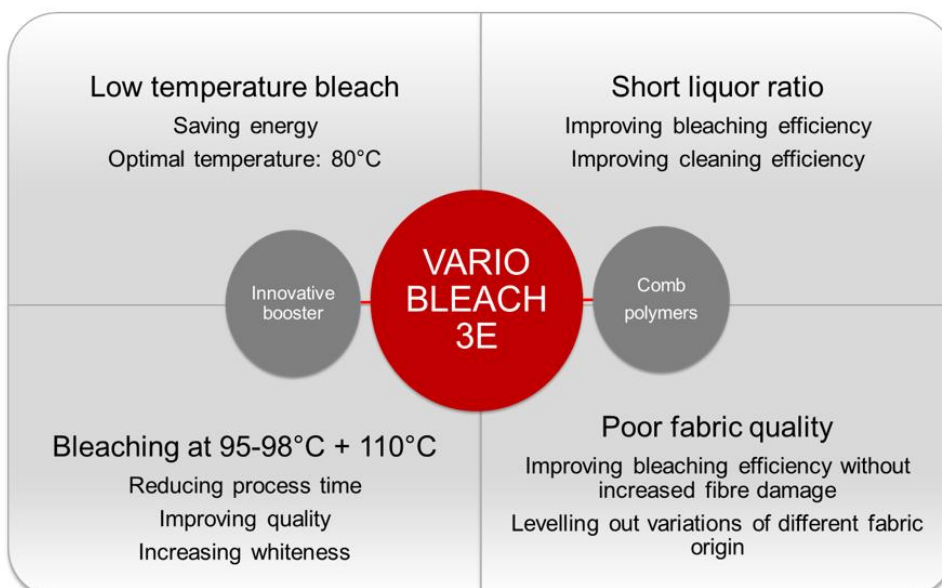 Low temperature bleach
Saving energy
Optimal temperature: 80°C
Short liquor ratio
Improving bleaching efficiency
Improving cleaning efficiency
Innovative
booster
VARIO
BLEACH
3E
Comb
polymers
Bleaching at 95-98°C + 110°C
Reducing process time
Improving quality
Increasing whiteness
Poor fabric quality
Improving bleaching efficiency without
increased fibre damage
Levelling out variations of different fabric
origin